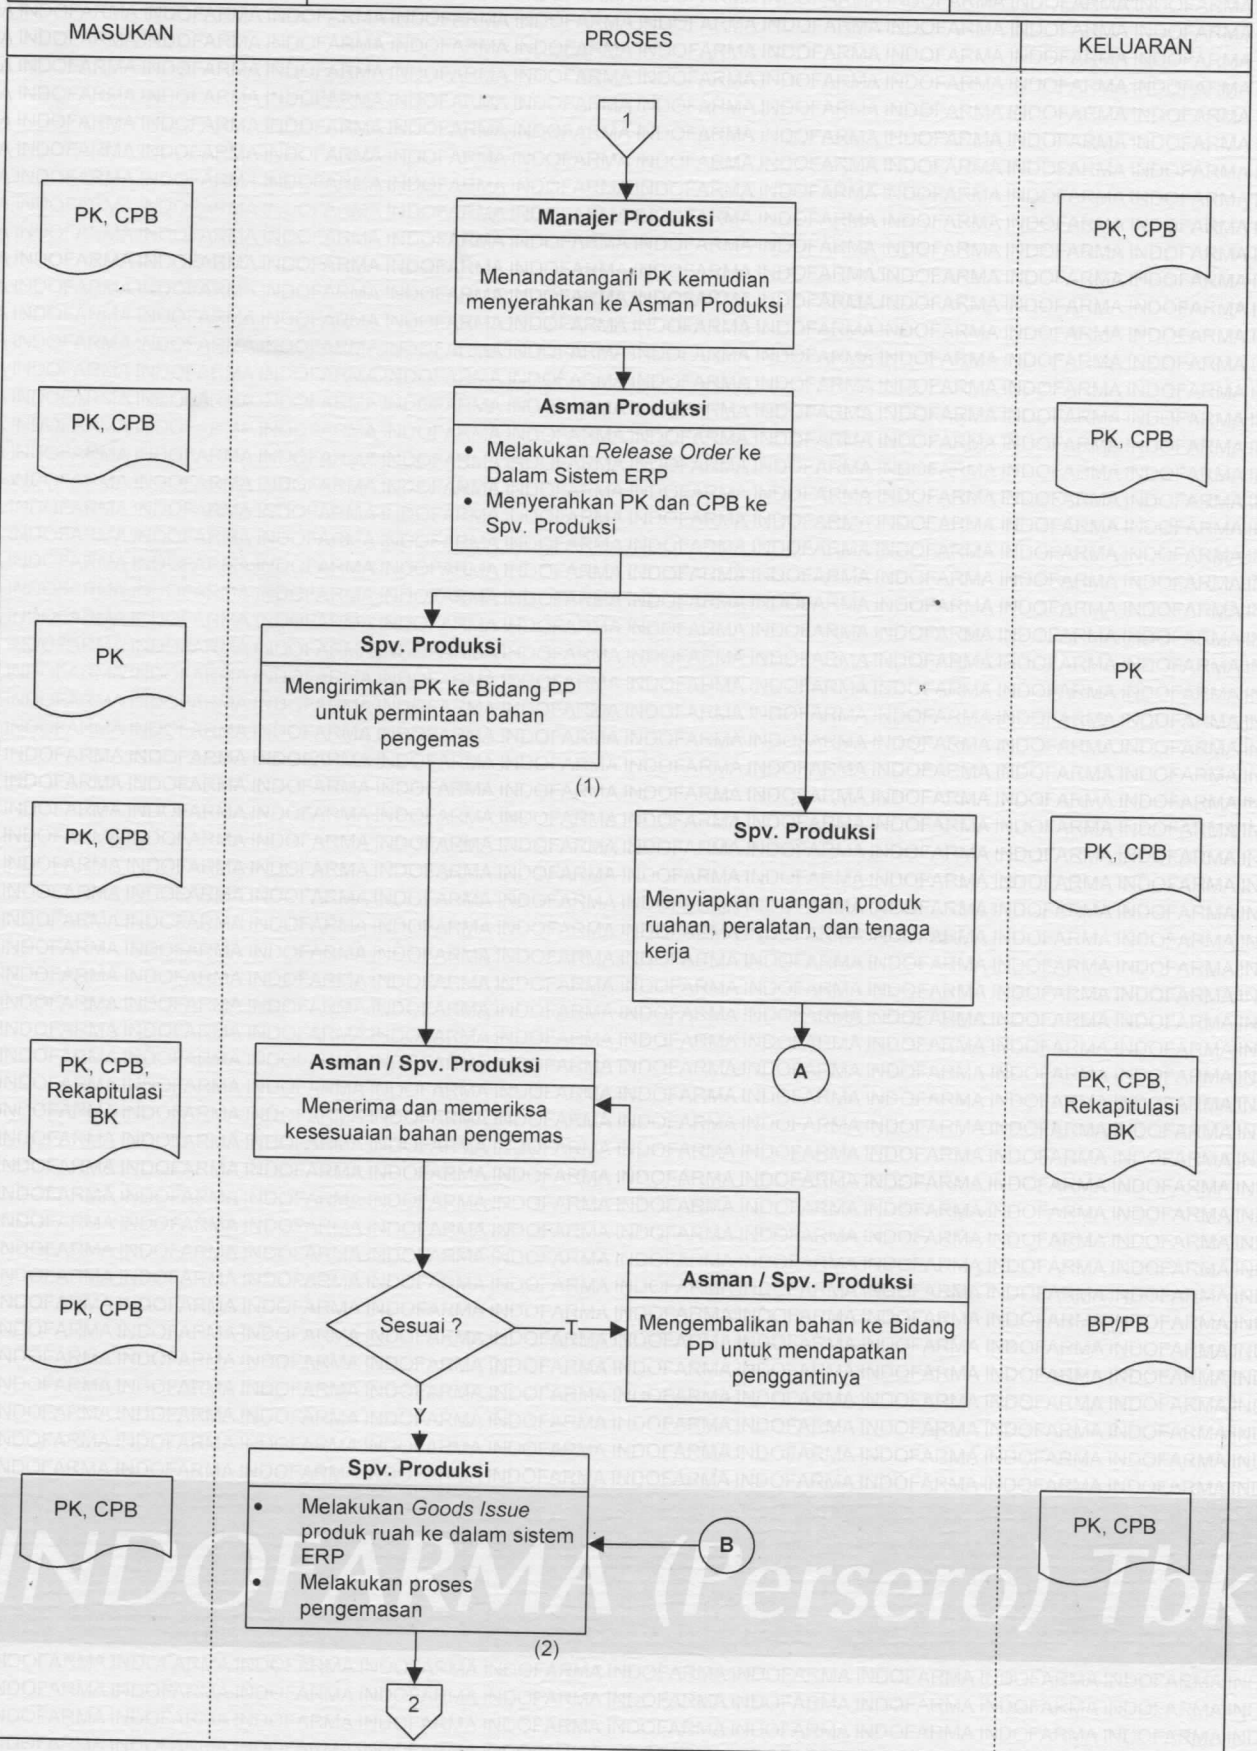 MASUKAN
PROSES
KELUARAN
1
PK, CPB
Manajer Produksi
PK, CPB
Menandatangani PK kemudian
menyerahkan ke Asman Produksi
PK, CPB
Asman Produksi
PK, CPB
• Melakukan Release Order ke
Dalam Sistem ERP
• Menyerahkan PK dan CPB ke
Spv. Produksi
PK
Spv. Produksi
PK
Mengirimkan PK ke Bidang PP
untuk permintaan bahan
pengemas
(1)
PK, CPB
Spv. Produksi
PK, CPB
Menyiapkan ruangan, produk
ruahan, peralatan, dan tenaga
kerja
A
PK, CPB,
Rekapitulasi
BK
Asman / Spv. Produksi
Menerima dan memeriksa
kesesuaian bahan pengemas
PK, CPB,
Rekapitulasi
BK
PK, CPB
Sesuai ?
T
Asman / Spv. Produksi
Mengembalikan bahan ke Bidang
PP untuk mendapatkan
penggantinya
BP/PB
Y
PK, CPB
Spv. Produksi
• Melakukan Goods Issue
produk ruah ke dalam sistem
ERP
• Melakukan proses
pengemasan
B
PK, CPB
(2)
2
INDOFARMA (Persero) Tbk